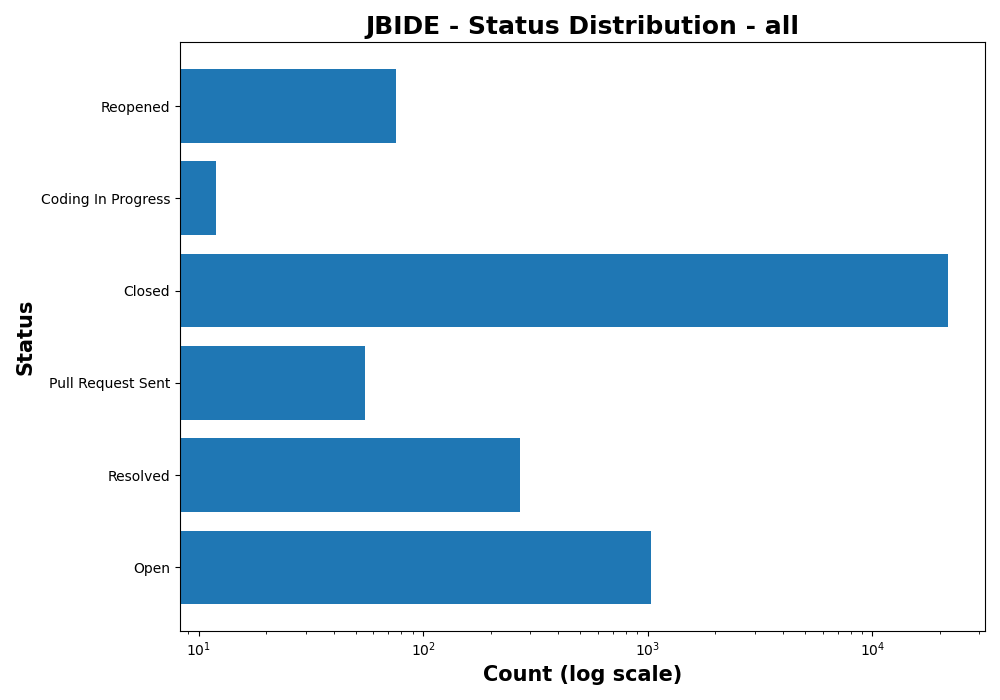 JBIDE - Status Distribution - all
Reopened
Coding In Progress
Closed
Pull Request Sent
Resolved
Open
Status
10¹
10²
10³
10⁴
Count (log scale)